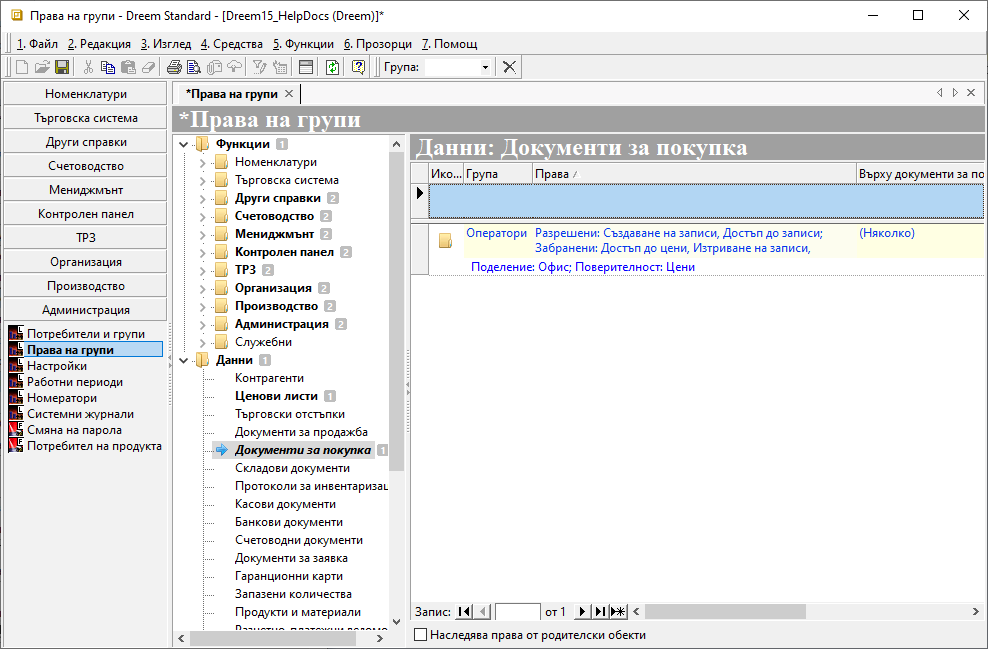 Права на групи - Dreem Standard - [Dreem15_HelpDocs (Dreem)]*
1. Файл 2. Редакция 3. Изглед 4. Средства 5. Функции 6. Прозорци 7. Помощ
Група:
Номенклатури
Търговска система
Други справки
Счетоводство
Мениджмънт
Контролен панел
ТРЗ
Организация
Производство
Администрация
Потребители и групи
Права на групи
Настройки
Работни периоди
Номератори
Системни журнали
Смяна на парола
Потребител на продукта
*Права на групи
*Права на групи
Функции 1
Номенклатури
Търговска система
Други справки 2
Счетоводство 2
Мениджмънт 2
Контролен панел 2
ТРЗ 2
Организация 2
Производство 2
Администрация 2
Служебни
Данни 1
Контрагенти
Ценови листи 1
Търговски отстъпки
Документи за продажба
Документи за покупка 1
Складови документи
Протоколи за инвентаризац
Касови документи
Банкови документи
Счетоводни документи
Документи за заявка
Гаранционни карти
Запазени количества
Продукти и материали
Данни: Документи за покупка
Ико... Група Права Върху документи за по
Оператори Разрешени: Създаване на записи, Достъп до записи; (Няколко)
Забранени: Достъп до цени, Изтриване на записи,
Поделение: Офис; Поверителност: Цени
Запис: от 1
Наследява права от родителски обекти